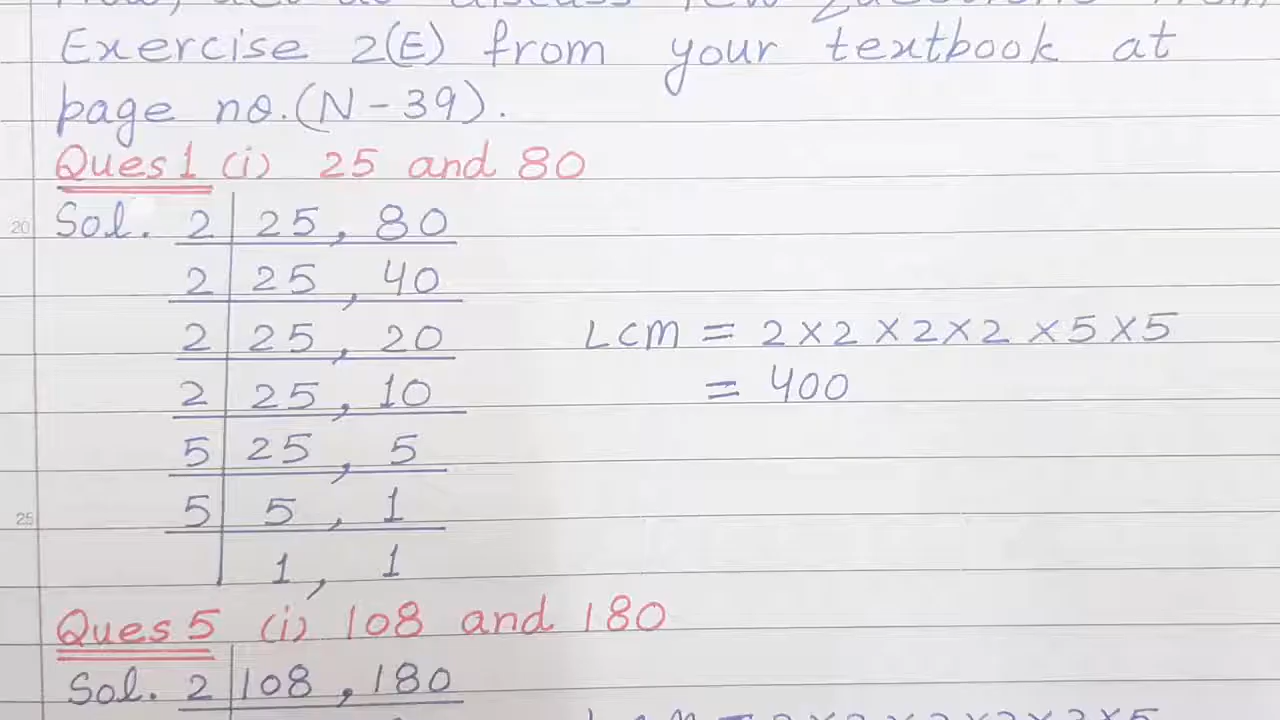 Exercise 2(E) from your textbook at
page no.(N-39).
Ques 1 (i) 25 and 80
20
Sol. 2 | 25, 80
2 | 25, 40
2 | 25, 20
LCM = 2×2×2×2×5×5
2 | 25, 10
= 400
5 | 25, 5
25
5 | 5, 1
1, 1
Ques 5 (i) 108 and 180
Sol. 2 | 108, 180